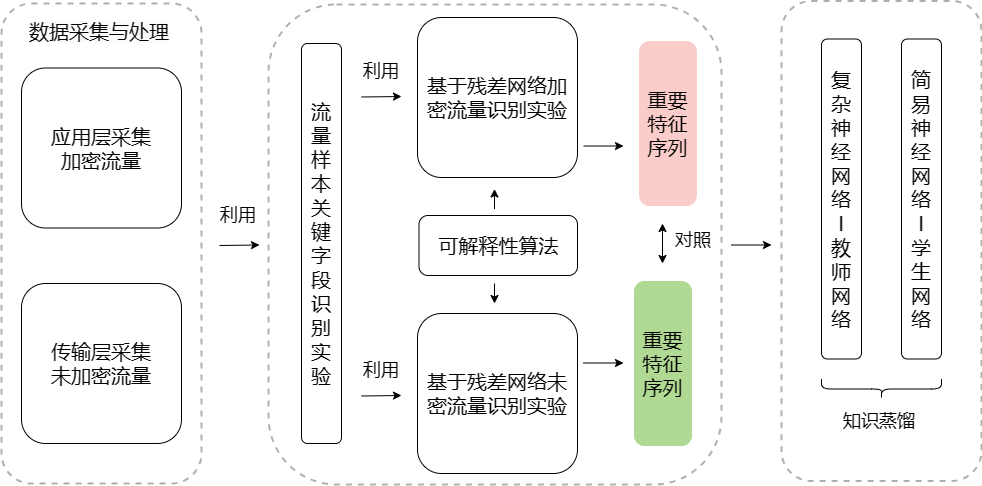 数据采集与处理
应用层采集
加密流量
传输层采集
未加密流量
利用
流量样本关键字段识别实验
利用
利用
基于残差网络加
密流量识别实验
可解释性算法
基于残差网络未
密流量识别实验
重要
特征
序列
对照
重要
特征
序列
复杂神经网络—教师网络
简易神经网络—学生网络
知识蒸馏